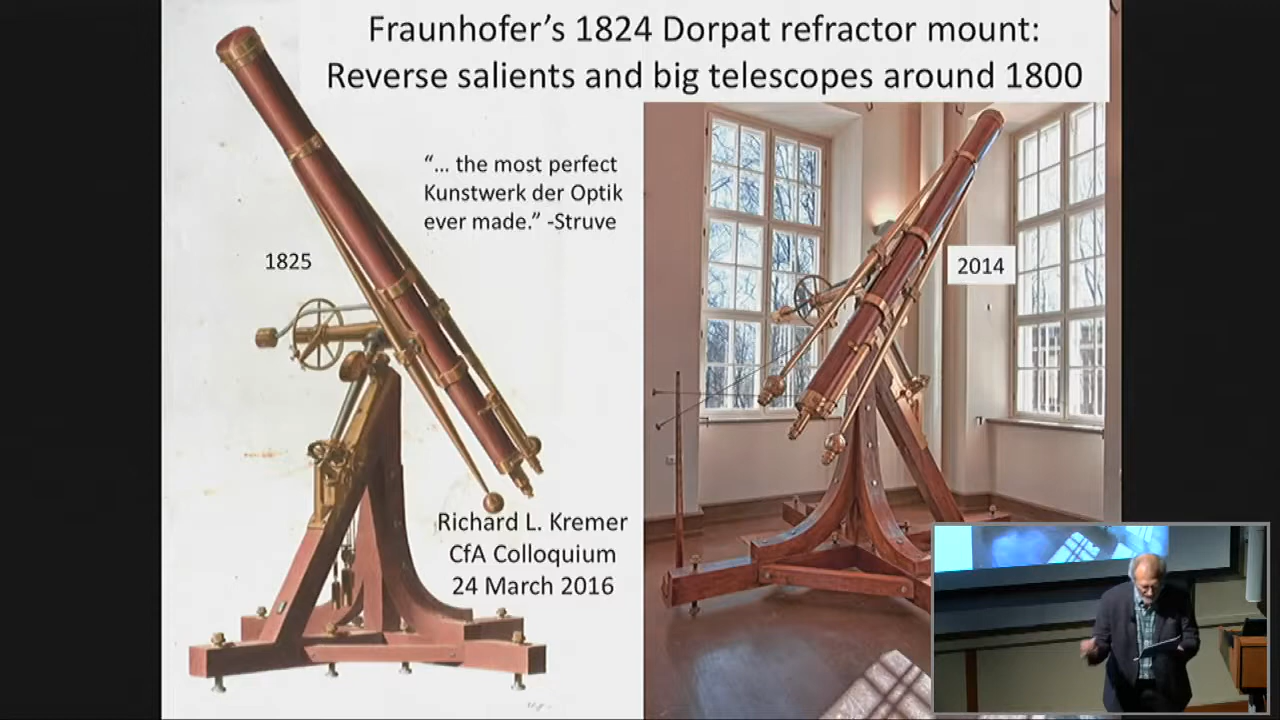 Fraunhofer’s 1824 Dorpat refractor mount:
Reverse salients and big telescopes around 1800
“... the most perfect
Kunstwerk der Optik
ever made.” -Struve
1825
2014
Richard L. Kremer
CfA Colloquium
24 March 2016